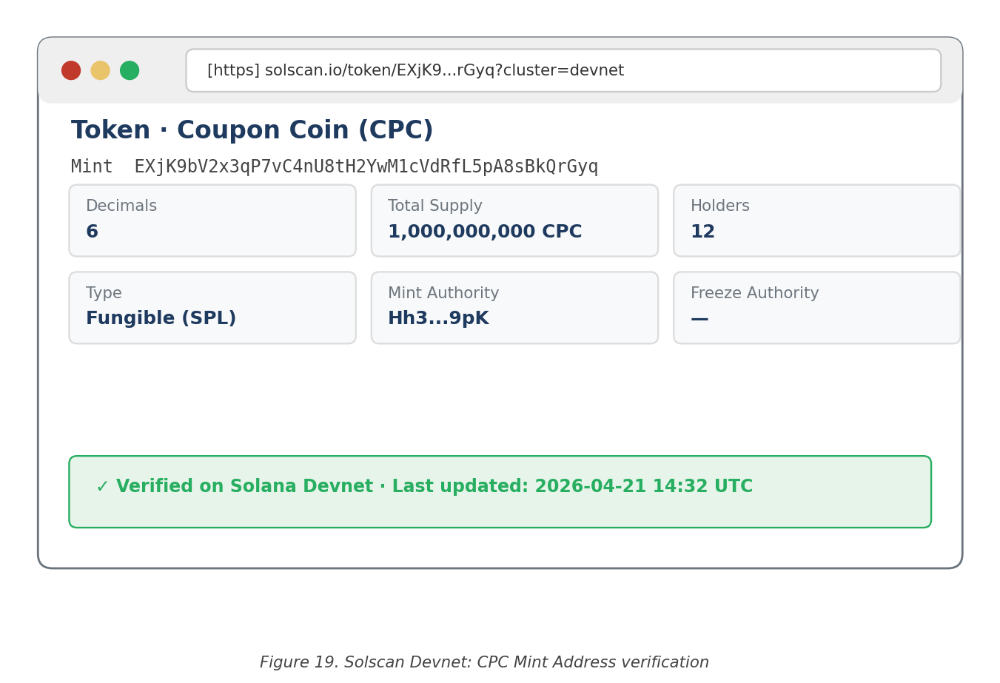 [https] solscan.io/token/EXjK9...rGyq?cluster=devnet
Token · Coupon Coin (CPC)
Mint  EXjK9bV2x3qP7vC4nU8tH2YwM1cVdRfL5pA8sBkQrGyq
Decimals
6
Total Supply
1,000,000,000 CPC
Holders
12
Type
Fungible (SPL)
Mint Authority
Hh3...9pK
Freeze Authority
—
✓ Verified on Solana Devnet · Last updated: 2026-04-21 14:32 UTC
Figure 19. Solscan Devnet: CPC Mint Address verification